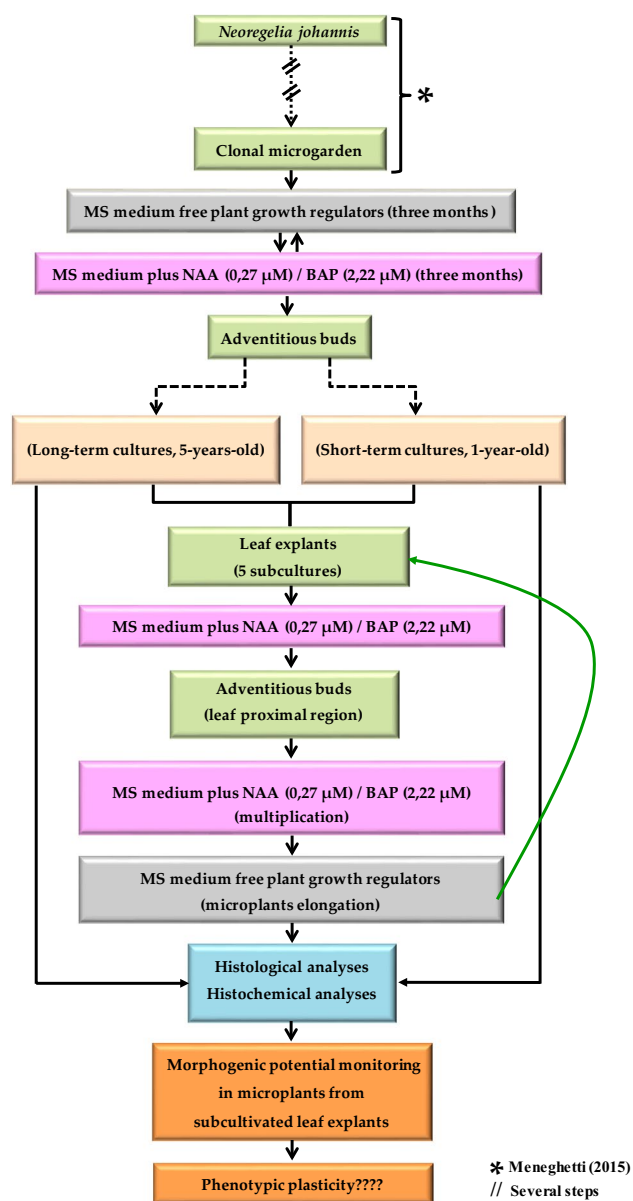 Neoregelia johannis
*
Clonal microgarden
MS medium free plant growth regulators (three months )
MS medium plus NAA (0,27 µM) / BAP (2,22 µM) (three months)
Adventitious buds
(Long-term cultures, 5-years-old)
(Short-term cultures, 1-year-old)
Leaf explants
(5 subcultures)
MS medium plus NAA (0,27 µM) / BAP (2,22 µM)
Adventitious buds
(leaf proximal region)
MS medium plus NAA (0,27 µM) / BAP (2,22 µM)
(multiplication)
MS medium free plant growth regulators
(microplants elongation)
Histological analyses
Histochemical analyses
Morphogenic potential monitoring
in microplants from
subcultivated leaf explants
Phenotypic plasticity????
* Meneghetti (2015)
// Several steps